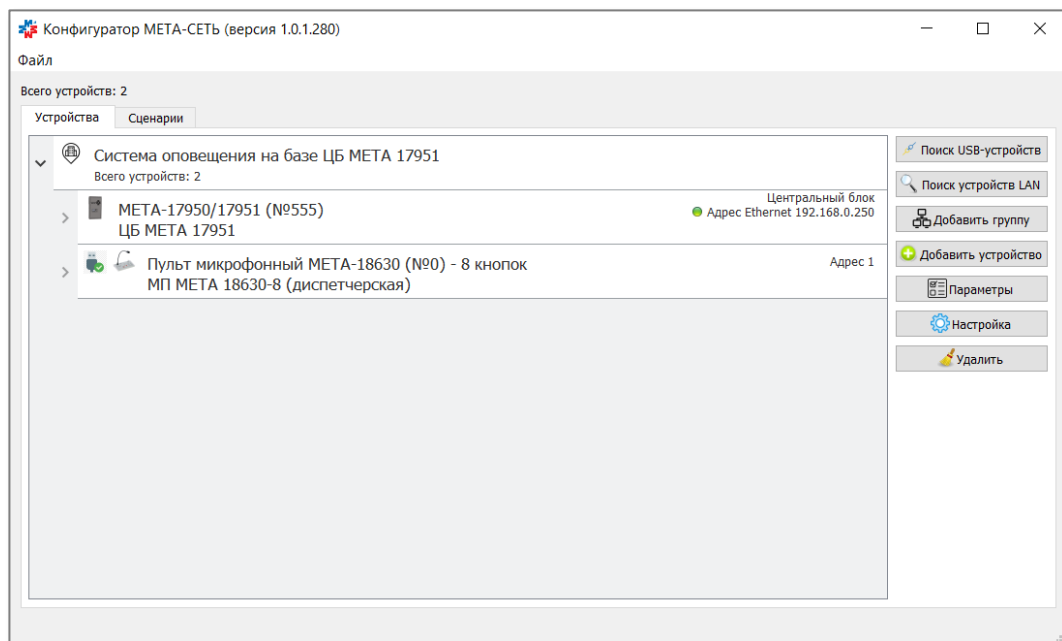 Конфигуратор МЕТА-СЕТЬ (версия 1.0.1.280)
Файл
Всего устройств: 2
Устройства
Сценарии
Система оповещения на базе ЦБ МЕТА 17951
Всего устройств: 2
МЕТА-17950/17951 (№555)
ЦБ МЕТА 17951
Центральный блок
Адрес Ethernet 192.168.0.250
Пульт микрофонный МЕТА-18630 (№0) - 8 кнопок
МП МЕТА 18630-8 (диспетчерская)
Адрес 1
Поиск USB-устройств
Поиск устройств LAN
Добавить группу
Добавить устройство
Параметры
Настройка
Удалить